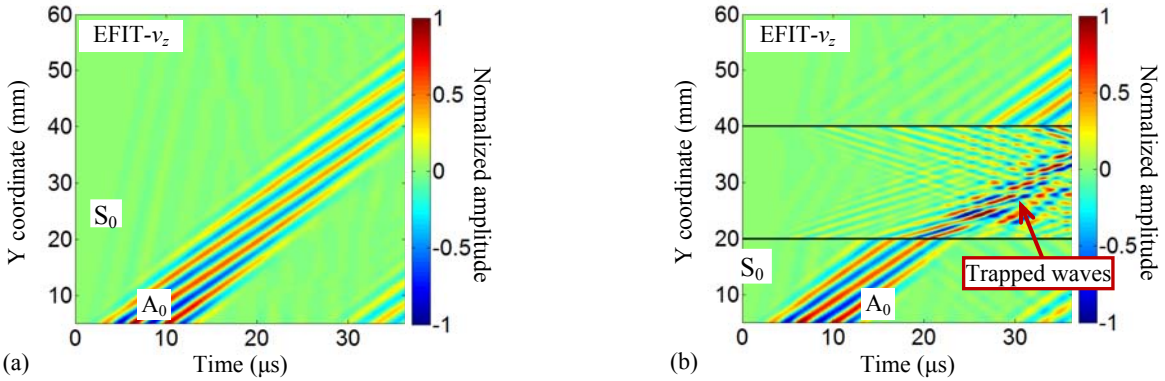 60
50
40
30
20
10
0
10
20
30
EFIT-vz
S0
A0
Y coordinate (mm)
Time (μs)
1
0.5
0
-0.5
-1
Normalized amplitude
(a)
60
50
40
30
20
10
0
10
20
30
EFIT-vz
S0
A0
Trapped waves
Y coordinate (mm)
Time (μs)
1
0.5
0
-0.5
-1
Normalized amplitude
(b)